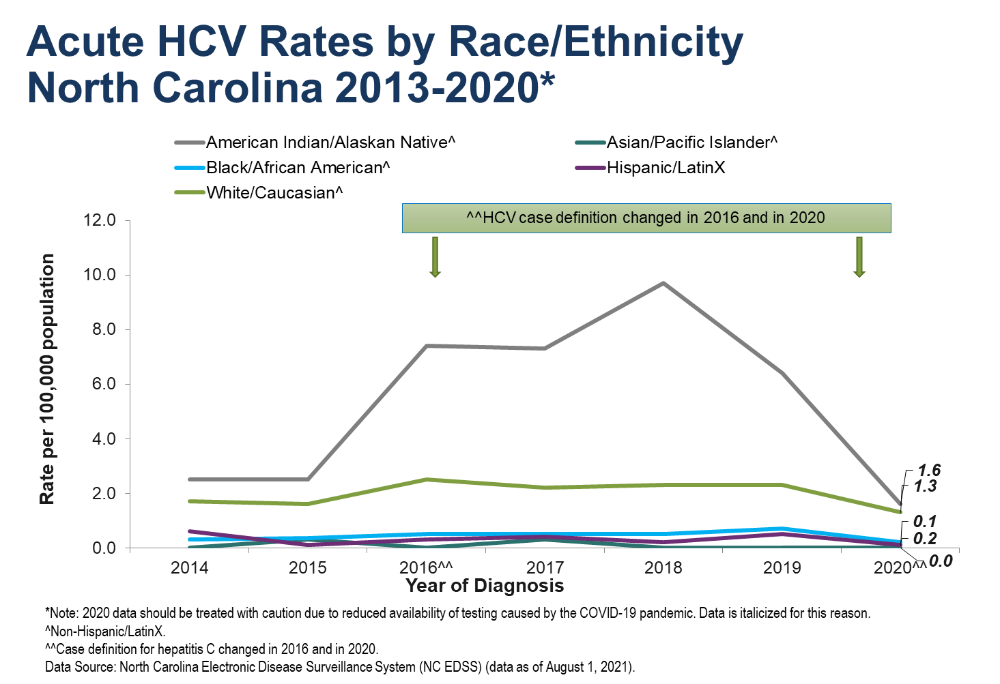 Acute HCV Rates by Race/Ethnicity
North Carolina 2013-2020*
American Indian/Alaskan Native^
Asian/Pacific Islander^
Black/African American^
Hispanic/LatinX
White/Caucasian^
^^HCV case definition changed in 2016 and in 2020
Rate per 100,000 population
12.0
10.0
8.0
6.0
4.0
2.0
0.0
1.6
1.3
0.1
0.2
0.0
2014
2015
2016^^
2017
2018
2019
2020^^
Year of Diagnosis
*Note: 2020 data should be treated with caution due to reduced availability of testing caused by the COVID-19 pandemic. Data is italicized for this reason.
^Non-Hispanic/LatinX.
^^Case definition for hepatitis C changed in 2016 and in 2020.
Data Source: North Carolina Electronic Disease Surveillance System (NC EDSS) (data as of August 1, 2021).